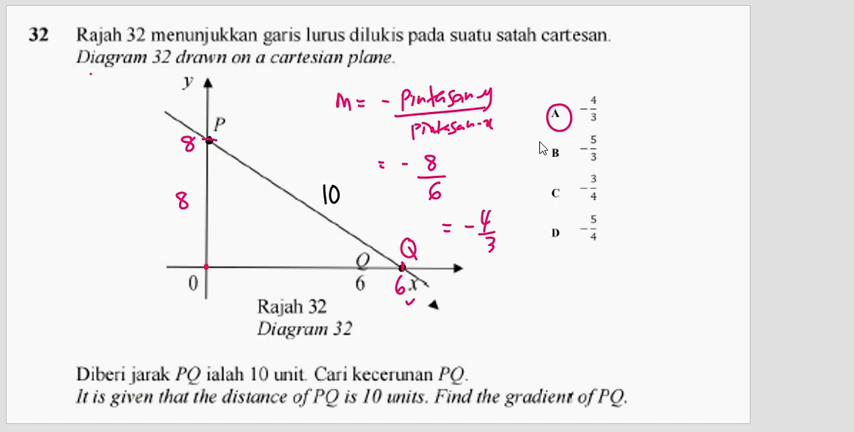 32 Rajah 32 menunjukkan garis lurus dilukis pada suatu satah cartesan.
Diagram 32 drawn on a cartesian plane.
y
P
8
8
10
Q
Q
0
6
6
x
M = - Pintasan-y
pintasan-x
= - 8
6
= - 4
3
A -4/3
B -5/3
C -3/4
D -5/4
Rajah 32
Diagram 32
Diberi jarak PQ ialah 10 unit. Cari kecerunan PQ.
It is given that the distance of PQ is 10 units. Find the gradient of PQ.